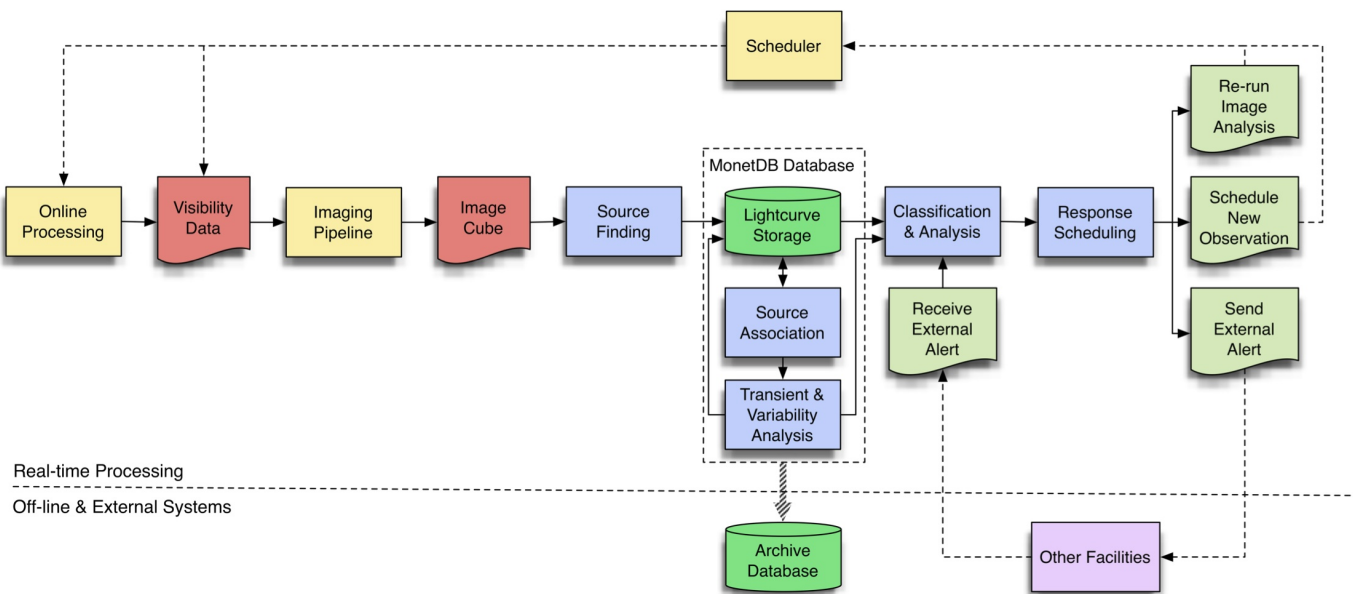 Scheduler
Re-run
Image
Analysis
MonetDB Database
Online
Processing
Visibility
Data
Imaging
Pipeline
Image
Cube
Source
Finding
Lightcurve
Storage
Classification
& Analysis
Response
Scheduling
Schedule
New
Observation
Source
Association
Receive
External
Alert
Send
External
Alert
Transient &
Variability
Analysis
Real-time Processing
Off-line & External Systems
Archive
Database
Other Facilities